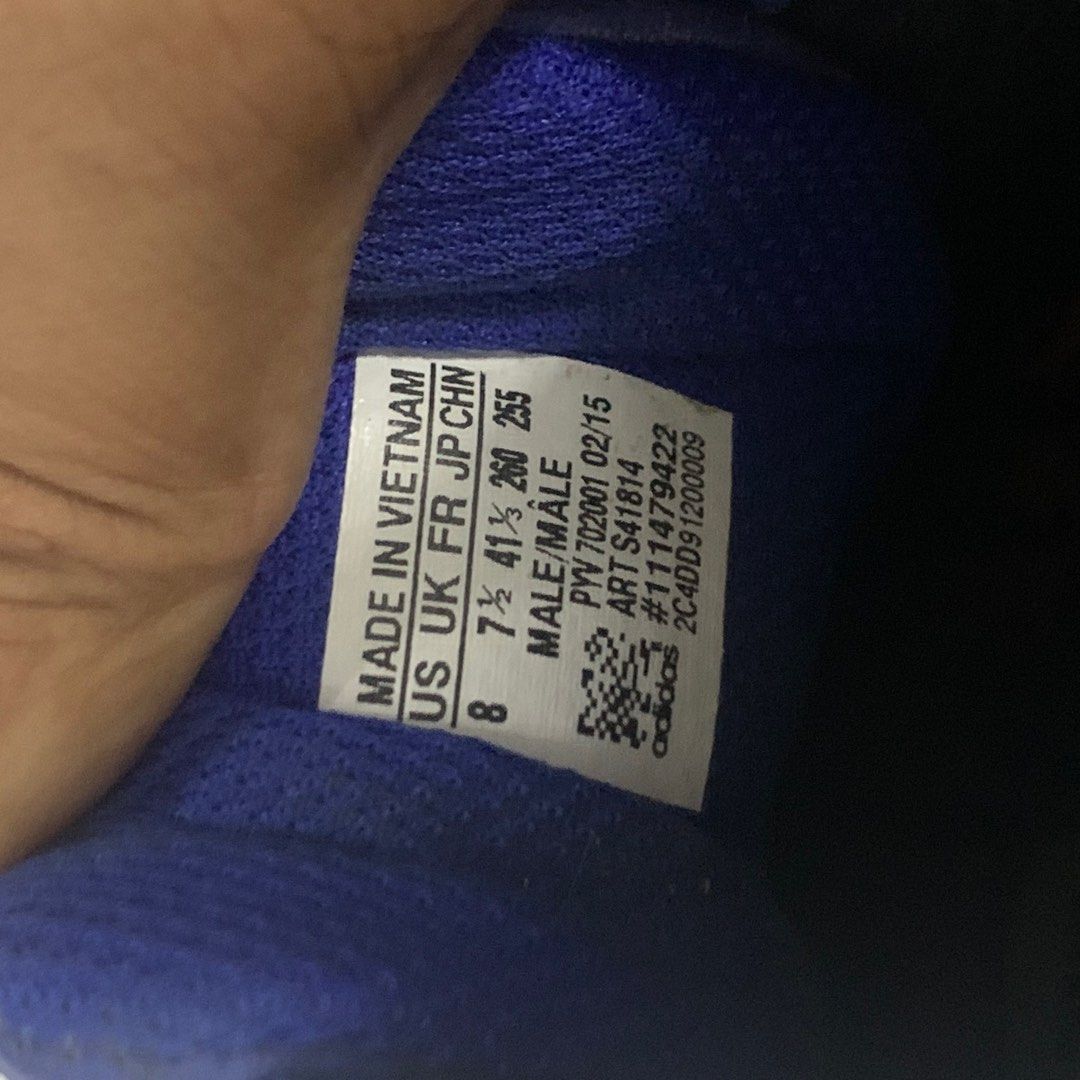 MADE IN VIETNAM
US UK FR JP CHN
8 7½ 41⅓ 260 255
MALE/MÂLE
PYV 702001 02/15
ART S41814
#111479422
adidas 2C4DD91200009